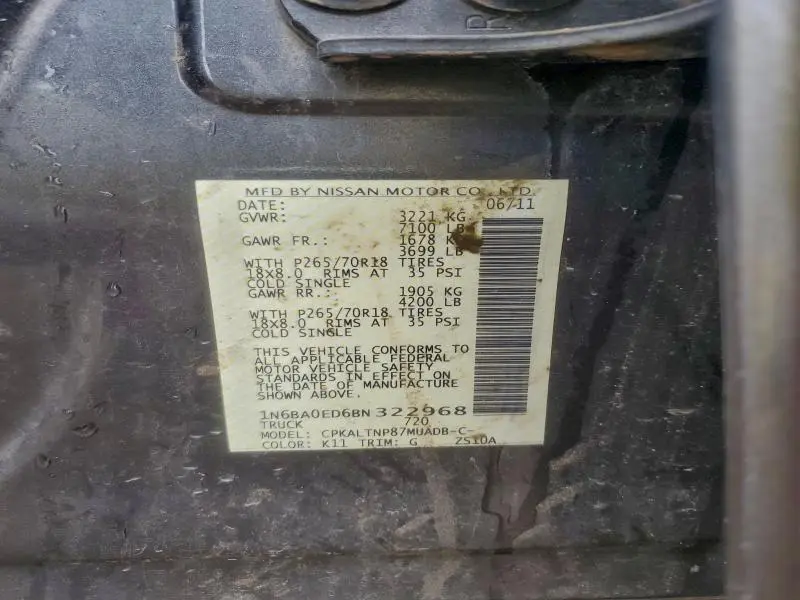 R
MFD BY NISSAN MOTOR CO., LTD.
DATE: 06/11
GVWR: 3221 KG
7100 LB
GAWR FR.: 1678 KG
3699 LB
WITH P265/70R18 TIRES
18X8.0 RIMS AT 35 PSI
COLD SINGLE
GAWR RR.: 1905 KG
4200 LB
WITH P265/70R18 TIRES
18X8.0 RIMS AT 35 PSI
COLD SINGLE
THIS VEHICLE CONFORMS TO
ALL APPLICABLE FEDERAL
MOTOR VEHICLE SAFETY
STANDARDS IN EFFECT ON
THE DATE OF MANUFACTURE
SHOWN ABOVE.
1N6BA0ED6BN322968
TRUCK 720
MODEL: CPKALTNP87MUADB-C-
COLOR: K11 TRIM: G ZS10A